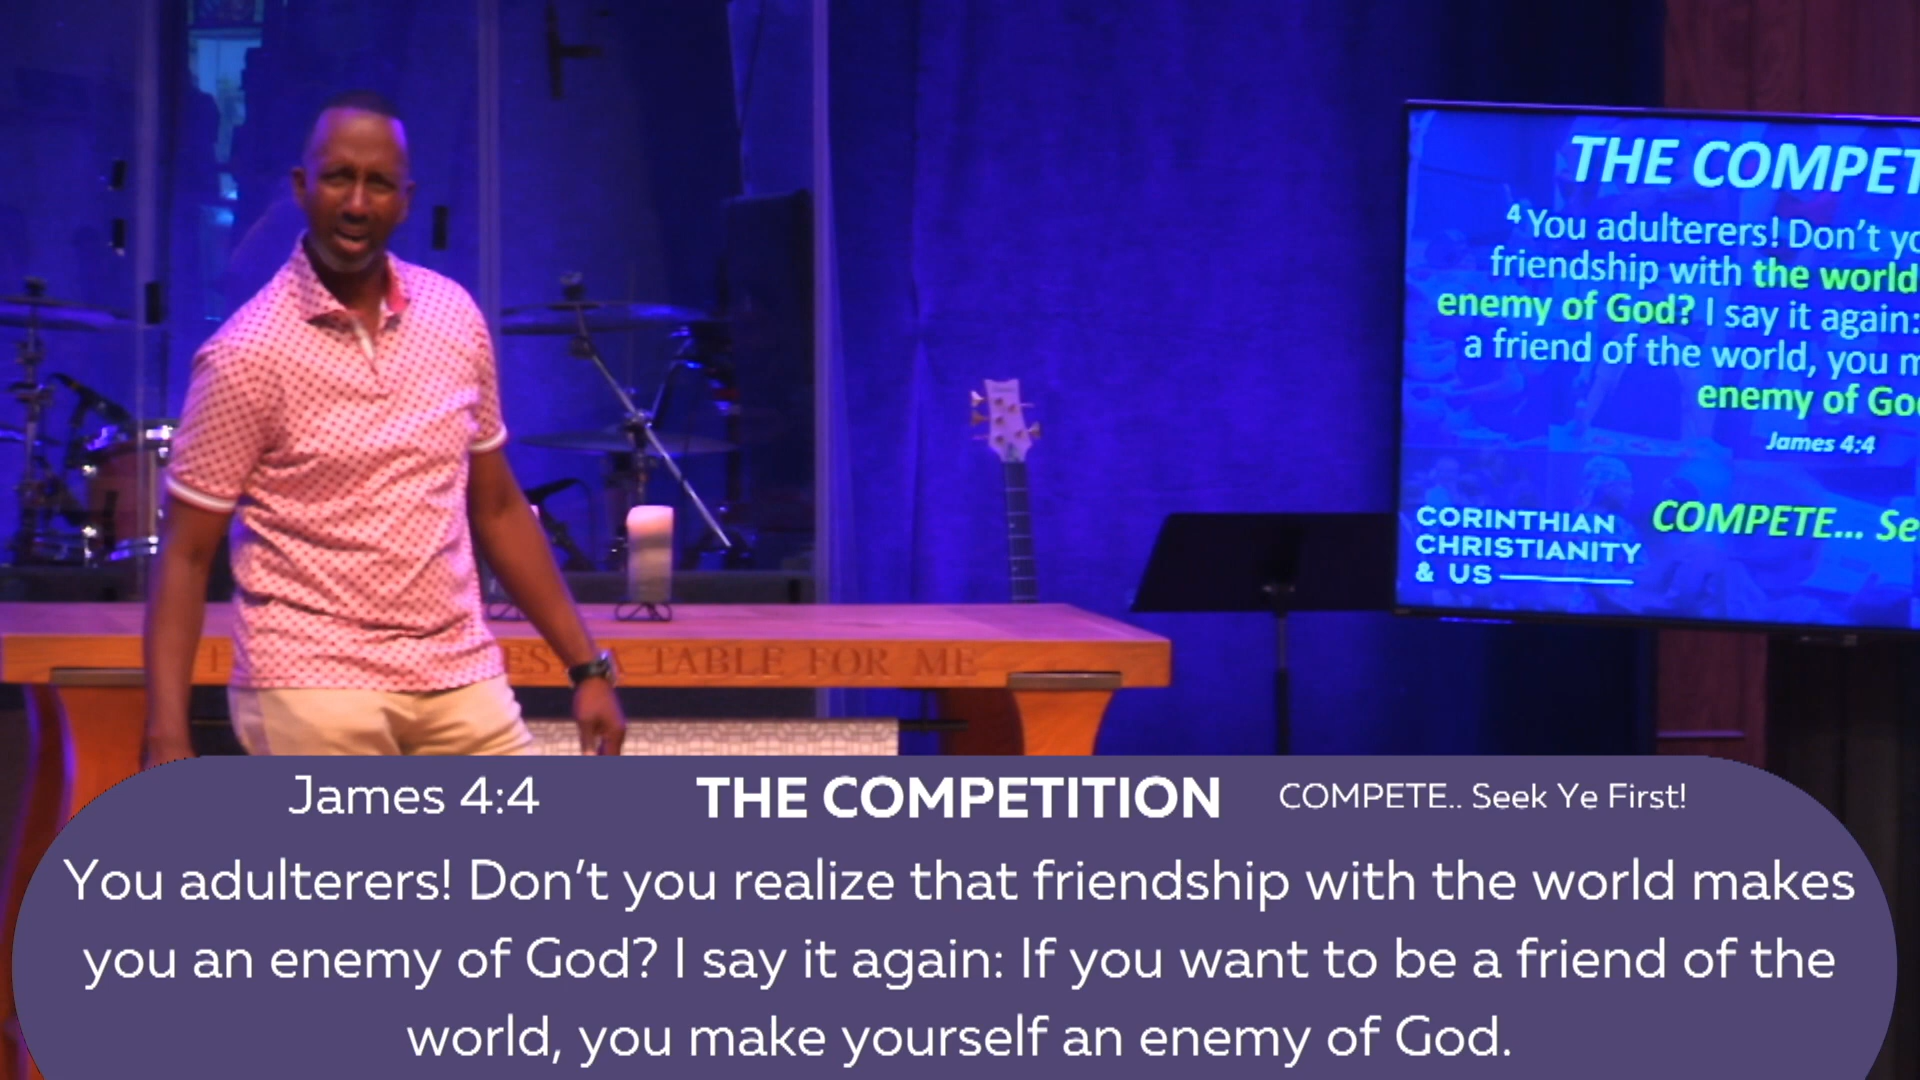 THE COMPET
4 You adulterers! Don't yo
friendship with the world
enemy of God? I say it again:
a friend of the world, you m
enemy of Go
James 4:4
CORINTHIAN
CHRISTIANITY
& US
COMPETE... Se
A TABLE FOR ME
James 4:4
THE COMPETITION
COMPETE.. Seek Ye First!
You adulterers! Don't you realize that friendship with the world makes
you an enemy of God? I say it again: If you want to be a friend of the
world, you make yourself an enemy of God.